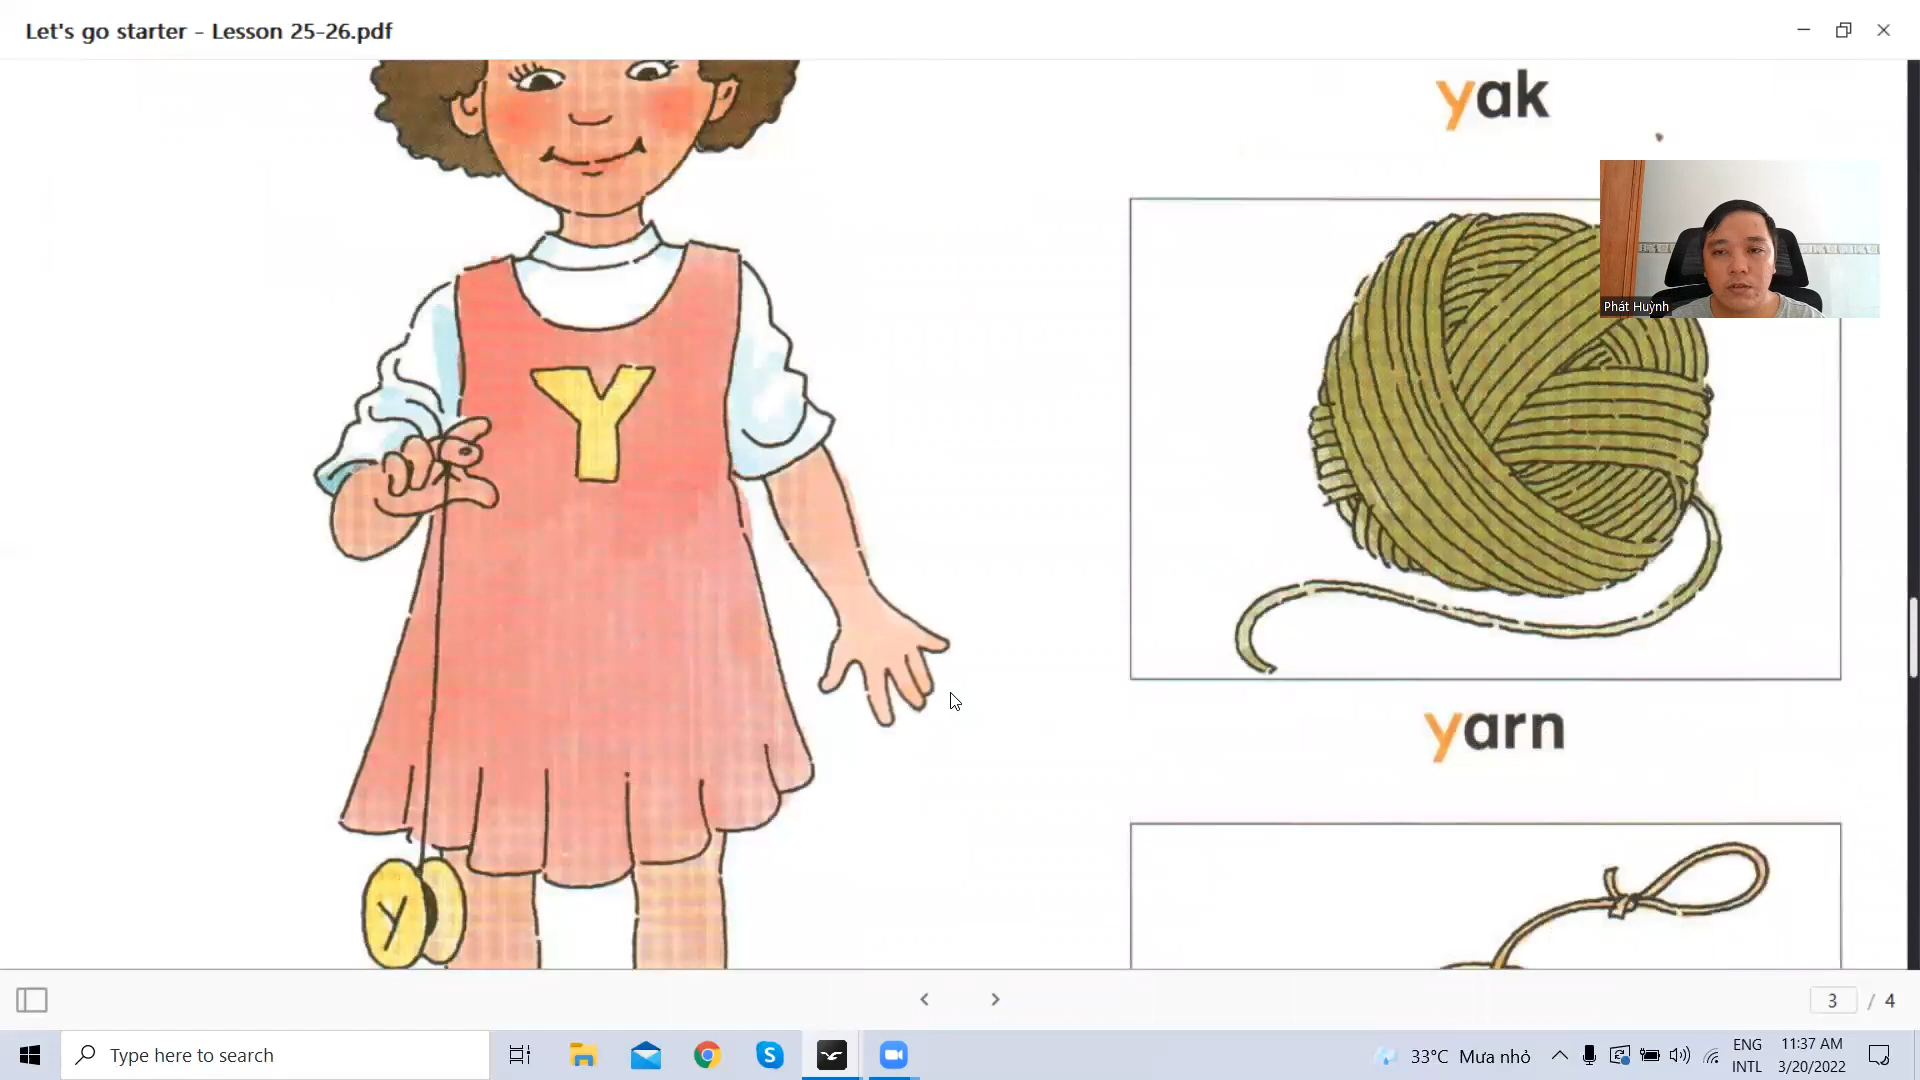 Let's go starter - Lesson 25-26.pdf
yak
Phát Huỳnh
Y
yarn
y
3 / 4
Type here to search
33°C Mưa nhỏ
ENG
INTL
11:37 AM
3/20/2022